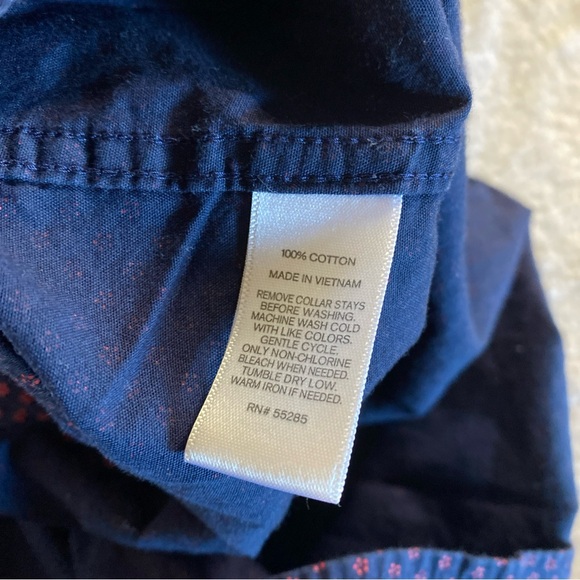 100% COTTON
MADE IN VIETNAM
REMOVE COLLAR STAYS
BEFORE WASHING.
MACHINE WASH COLD
WITH LIKE COLORS.
GENTLE CYCLE.
ONLY NON-CHLORINE
BLEACH WHEN NEEDED.
TUMBLE DRY LOW.
WARM IRON IF NEEDED.
RN# 55285